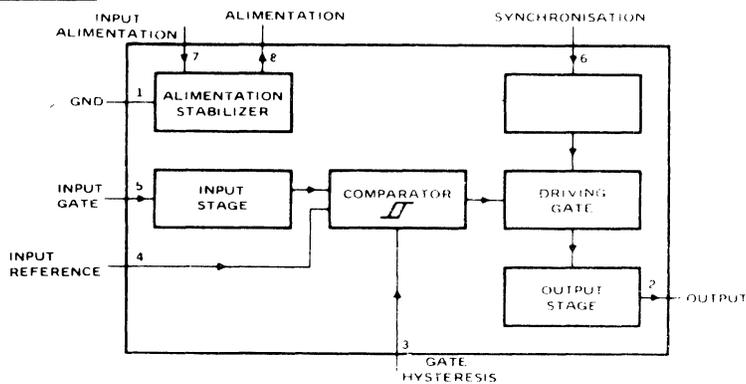 INPUT
ALIMENTATION
ALIMENTATION
SYNCHRONISATION
7
8
6
GND
1
ALIMENTATION
STABILIZER
INPUT
GATE
5
INPUT
STAGE
COMPARATOR
DRIVING
GATE
INPUT
REFERENCE
4
OUTPUT
STAGE
2
OUTPUT
3
GATE
HYSTERESIS